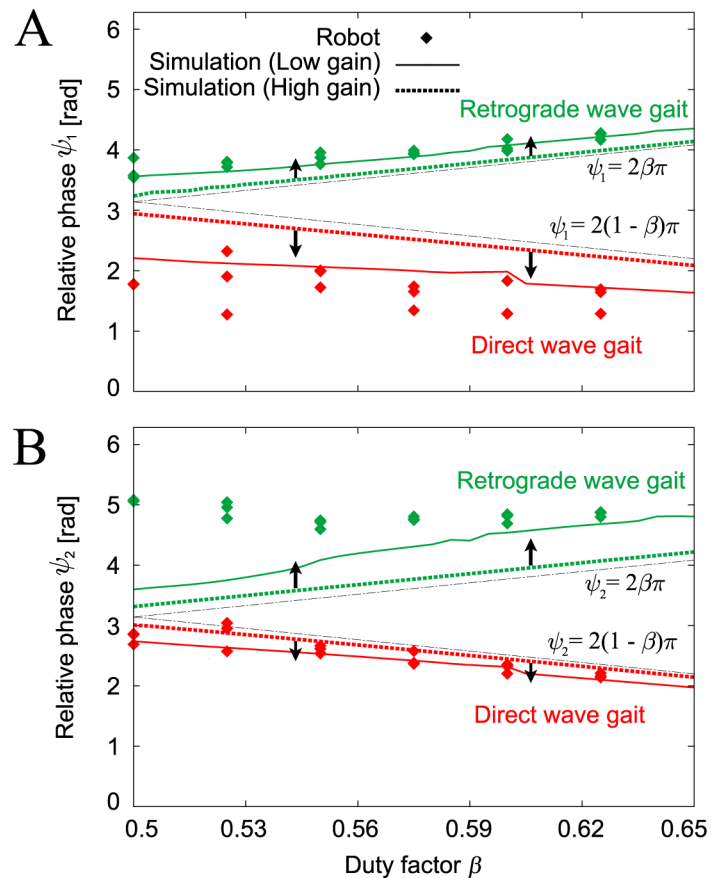 A
6
5
4
3
2
1
0
Relative phase ψ₁ [rad]
Robot
Simulation (Low gain)
Simulation (High gain)
Retrograde wave gait
ψ₁ = 2βπ
ψ₁ = 2(1 - β)π
Direct wave gait
B
6
5
4
3
2
1
0
Relative phase ψ₂ [rad]
Retrograde wave gait
ψ₂ = 2βπ
ψ₂ = 2(1 - β)π
Direct wave gait
0.5 0.53 0.56 0.59 0.62 0.65
Duty factor β